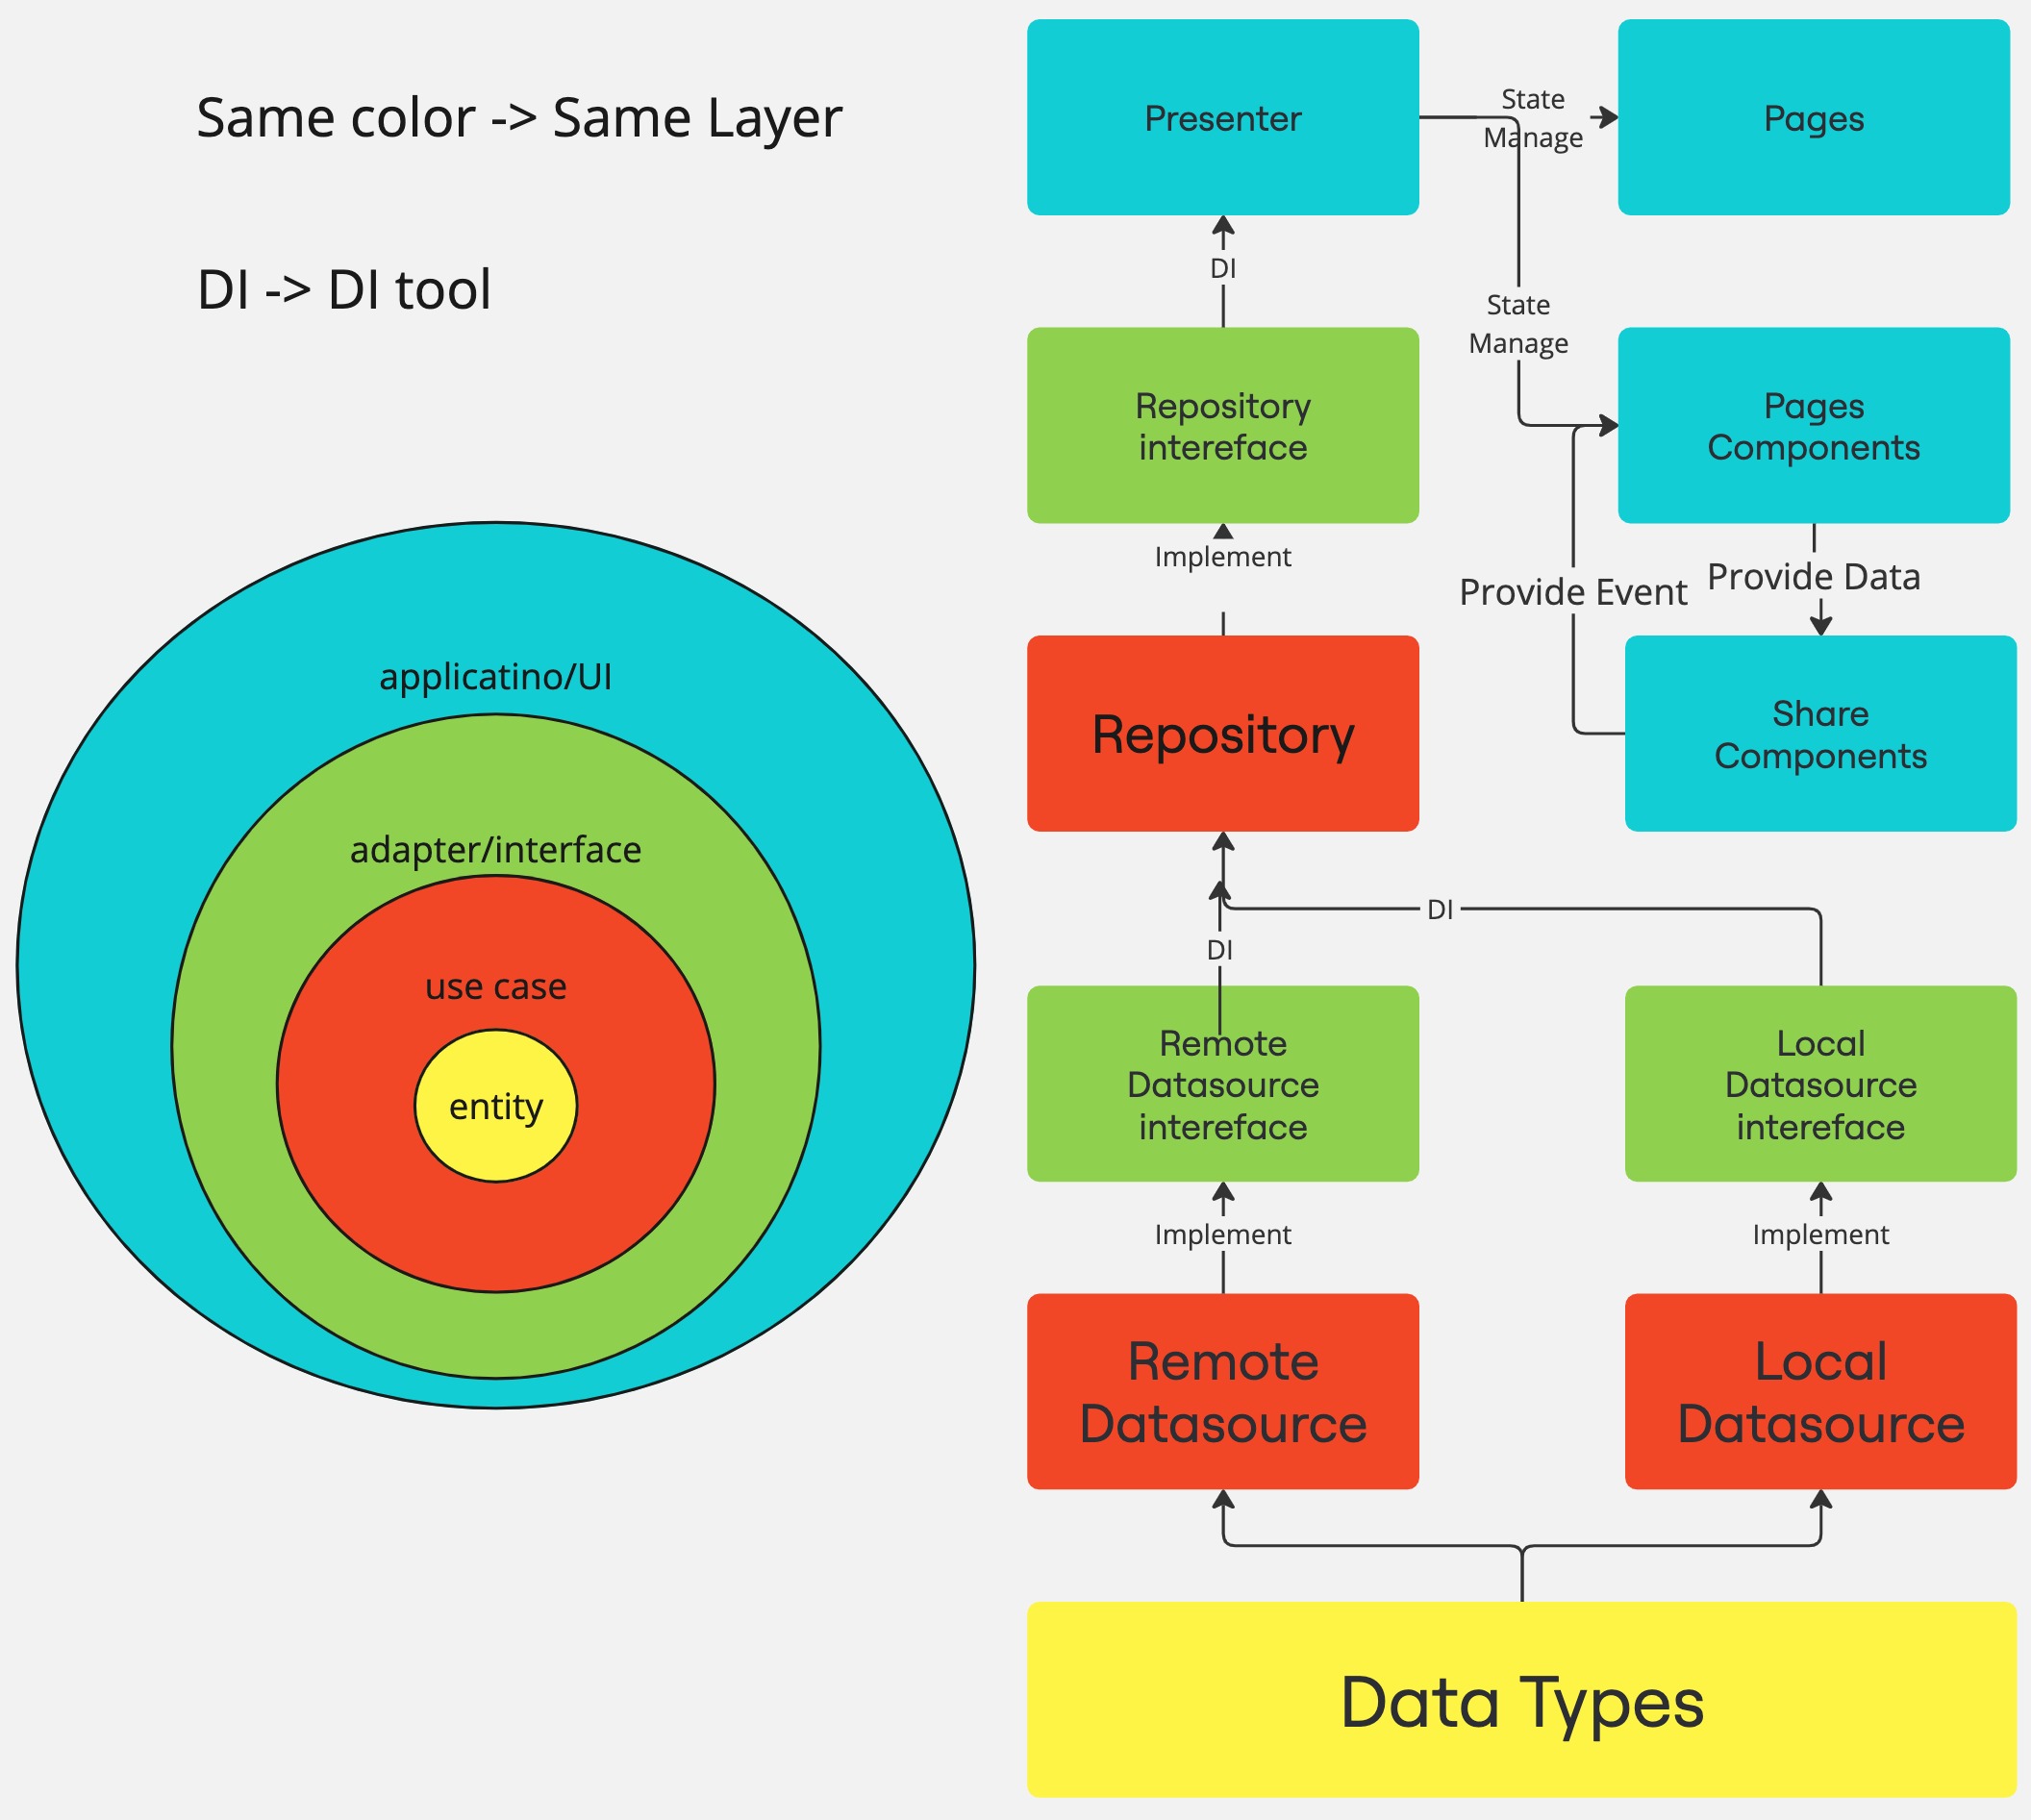 Same color -> Same Layer
DI -> DI tool
applicatino/UI
adapter/interface
use case
entity
Presenter
State
Manage
Pages
DI
State
Manage
Repository
intereface
Pages
Components
Implement
Provide Event
Provide Data
Repository
Share
Components
DI
DI
Remote
Datasource
intereface
Local
Datasource
intereface
Implement
Implement
Remote
Datasource
Local
Datasource
Data Types